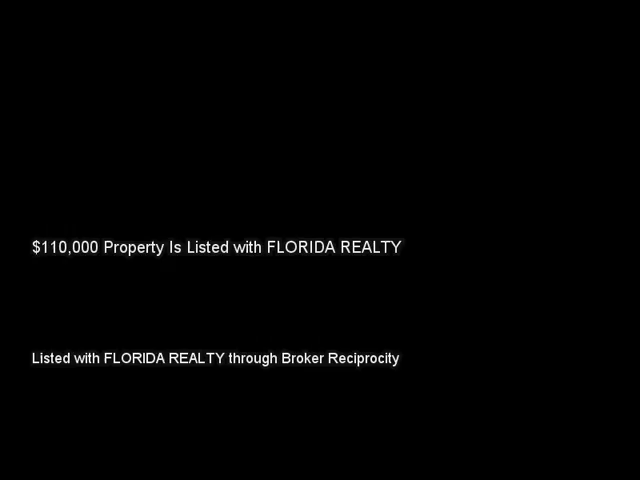 $110,000 Property Is Listed with FLORIDA REALTY
Listed with FLORIDA REALTY through Broker Reciprocity